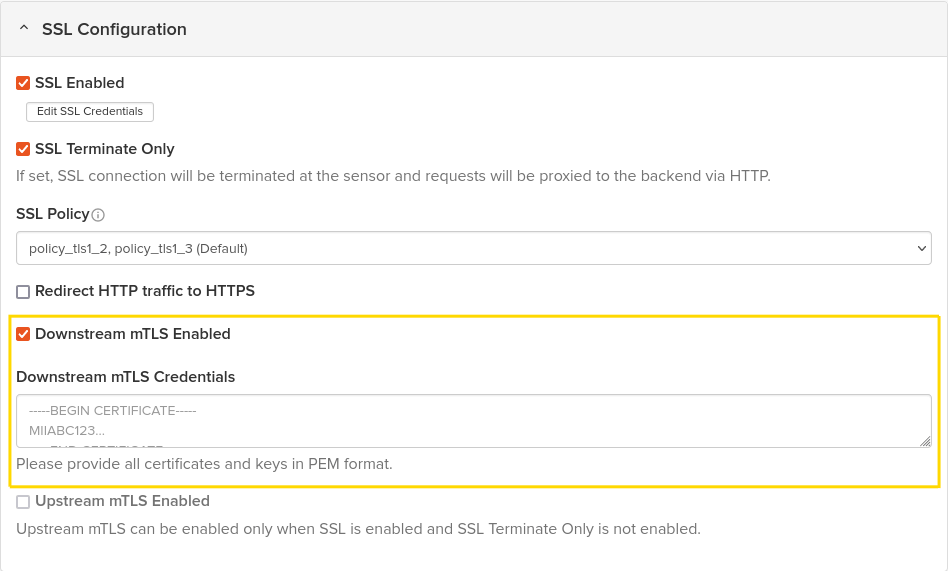 SSL Configuration
SSL Enabled
Edit SSL Credentials
SSL Terminate Only
If set, SSL connection will be terminated at the sensor and requests will be proxied to the backend via HTTP.
SSL Policy
policy_tls1_2, policy_tls1_3 (Default)
Redirect HTTP traffic to HTTPS
Downstream mTLS Enabled
Downstream mTLS Credentials
-----BEGIN CERTIFICATE-----
MIIABC123...
-----END CERTIFICATE-----
Please provide all certificates and keys in PEM format.
Upstream mTLS Enabled
Upstream mTLS can be enabled only when SSL is enabled and SSL Terminate Only is not enabled.